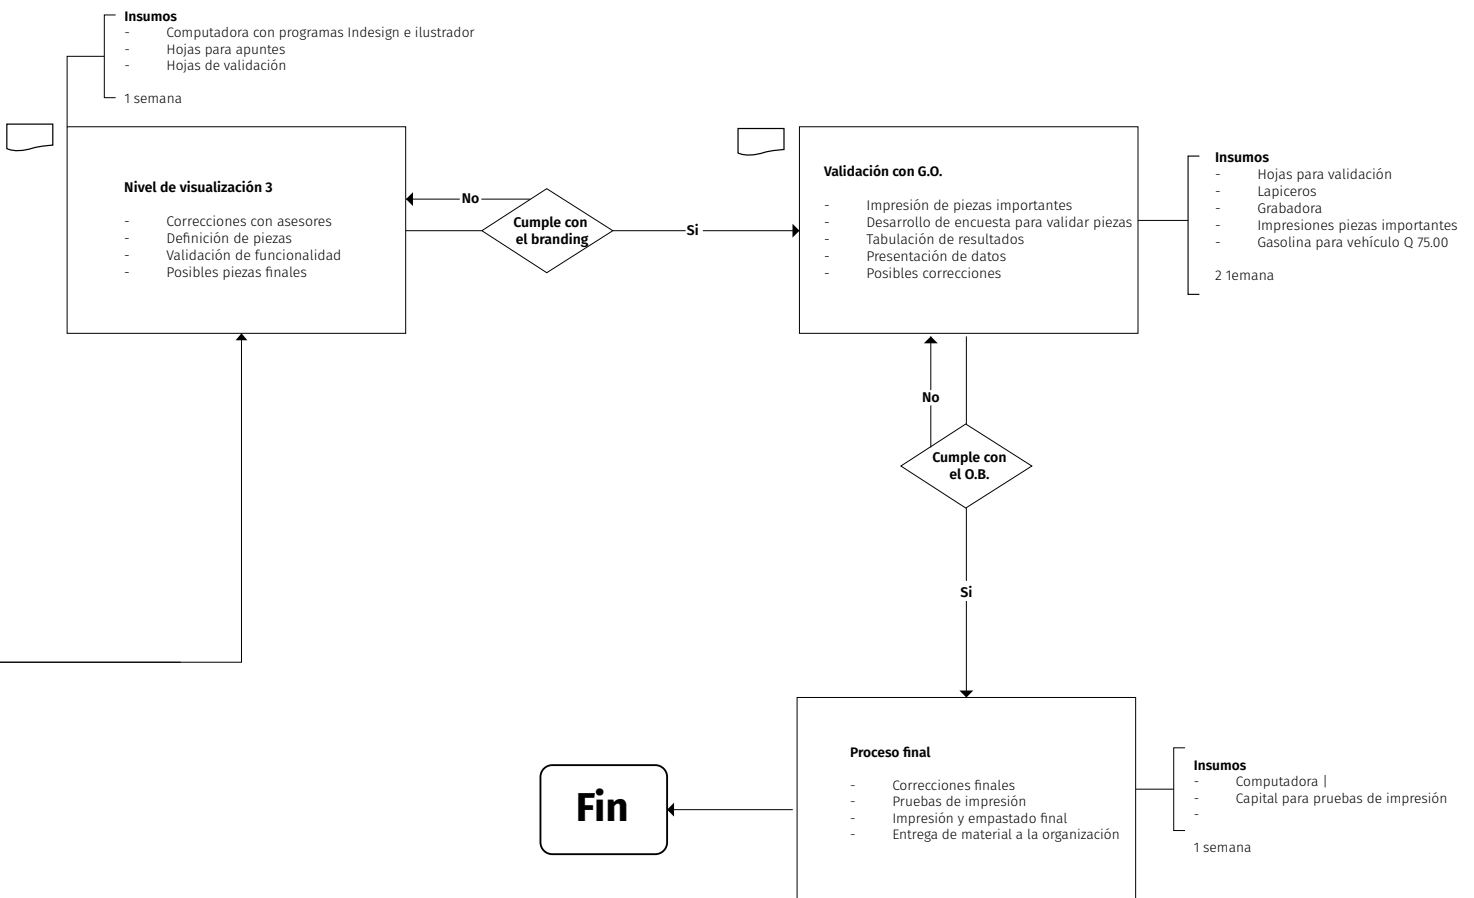 Insumos
- Computadora con programas Indesign e ilustrador
- Hojas para apuntes
- Hojas de validación
1 semana
Nivel de visualización 3
- Correcciones con asesores
- Definición de piezas
- Validación de funcionalidad
- Posibles piezas finales
No
Cumple con
el branding
Si
Validación con G.O.
- Impresión de piezas importantes
- Desarrollo de encuesta para validar piezas
- Tabulación de resultados
- Presentación de datos
- Posibles correcciones
Insumos
- Hojas para validación
- Lapiceros
- Grabadora
- Impresiones piezas importantes
- Gasolina para vehículo Q 75.00
2 1emana
No
Cumple con
el O.B.
Si
Proceso final
- Correcciones finales
- Pruebas de impresión
- Impresión y empastado final
- Entrega de material a la organización
Insumos
- Computadora |
- Capital para pruebas de impresión
-
1 semana
Fin